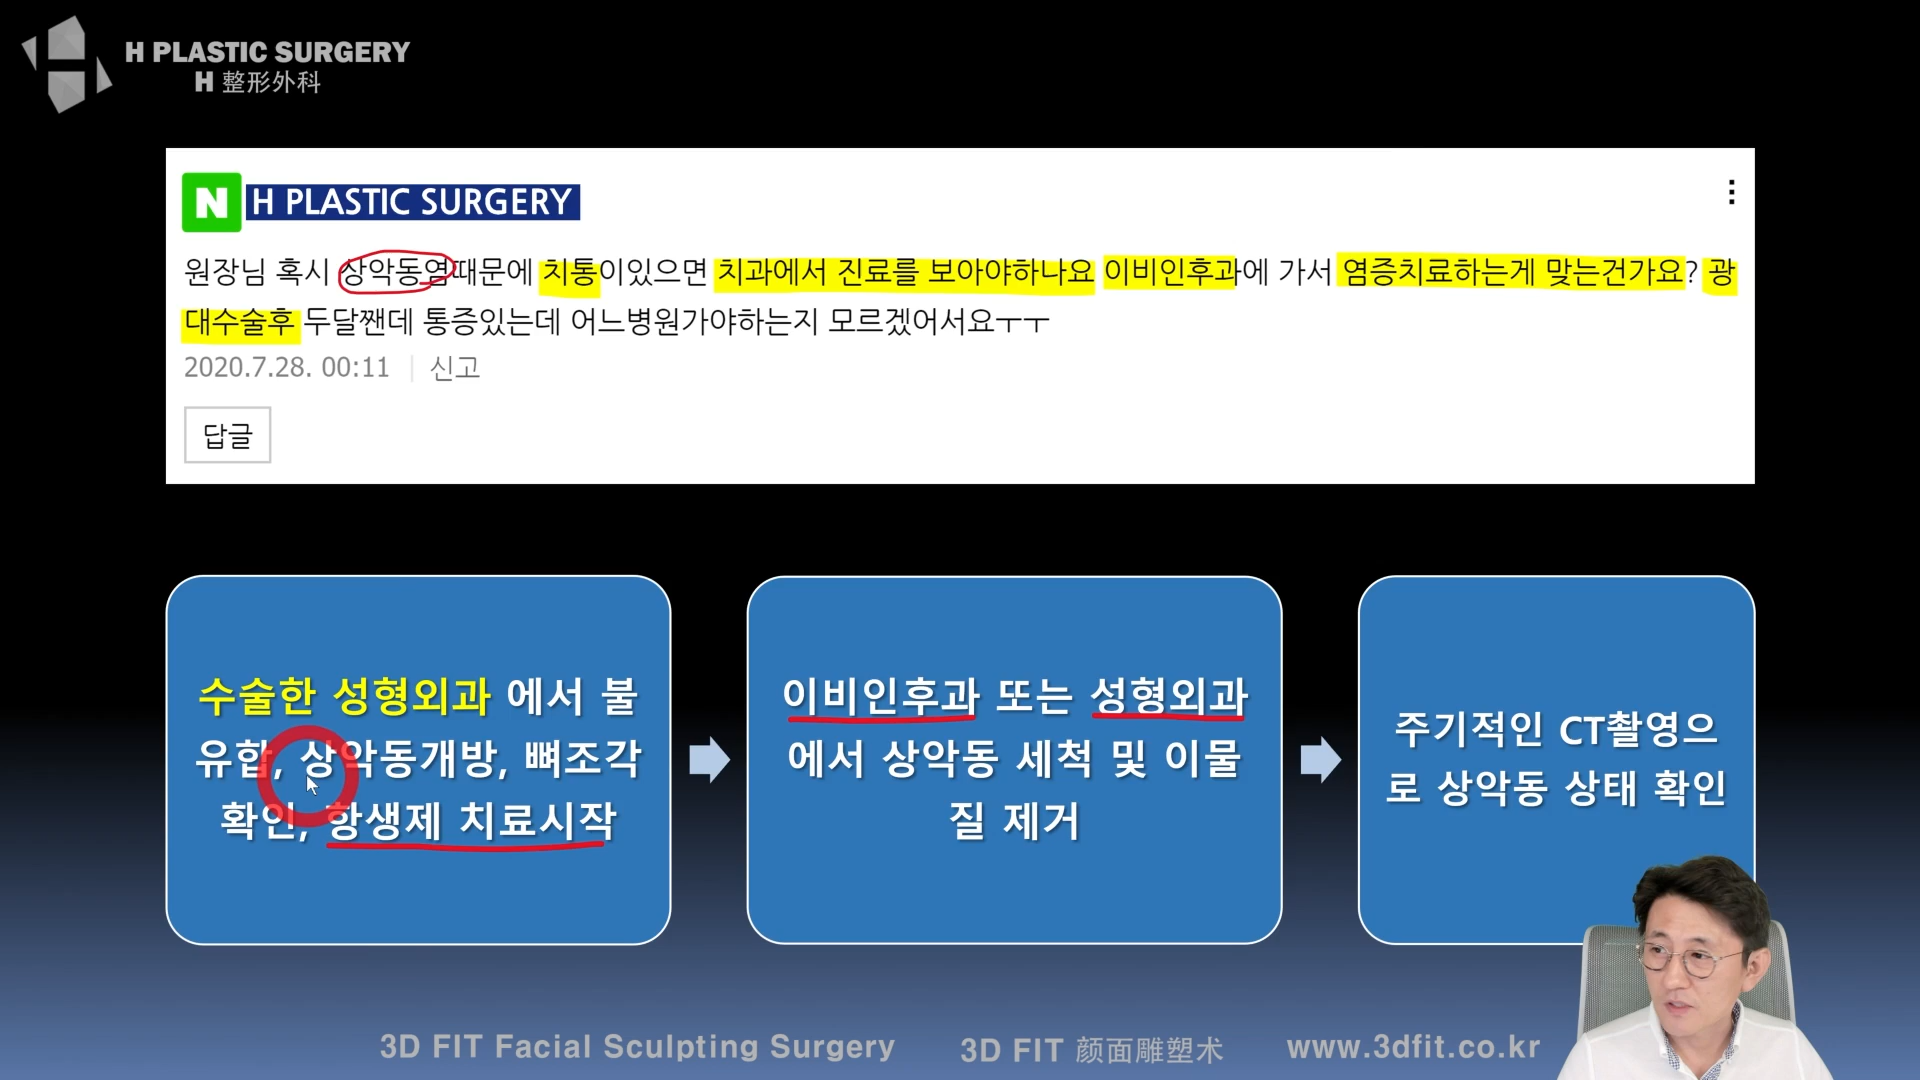 H PLASTIC SURGERY
H 整形外科
N H PLASTIC SURGERY
원장님 혹시 상악동염때문에 치통이있으면 치과에서 진료를 보아야하나요 이비인후과에 가서 염증치료하는게 맞는건가요? 광
대수술후 두달짼데 통증있는데 어느병원가야하는지 모르겠어서요ㅜㅜ
2020.7.28. 00:11 | 신고
답글
수술한 성형외과 에서 불
유합, 상악동개방, 뼈조각
확인, 항생제 치료시작
이비인후과 또는 성형외과
에서 상악동 세척 및 이물
질 제거
주기적인 CT촬영으
로 상악동 상태 확인
3D FIT Facial Sculpting Surgery 3D FIT 颜面雕塑术 www.3dfit.co.kr